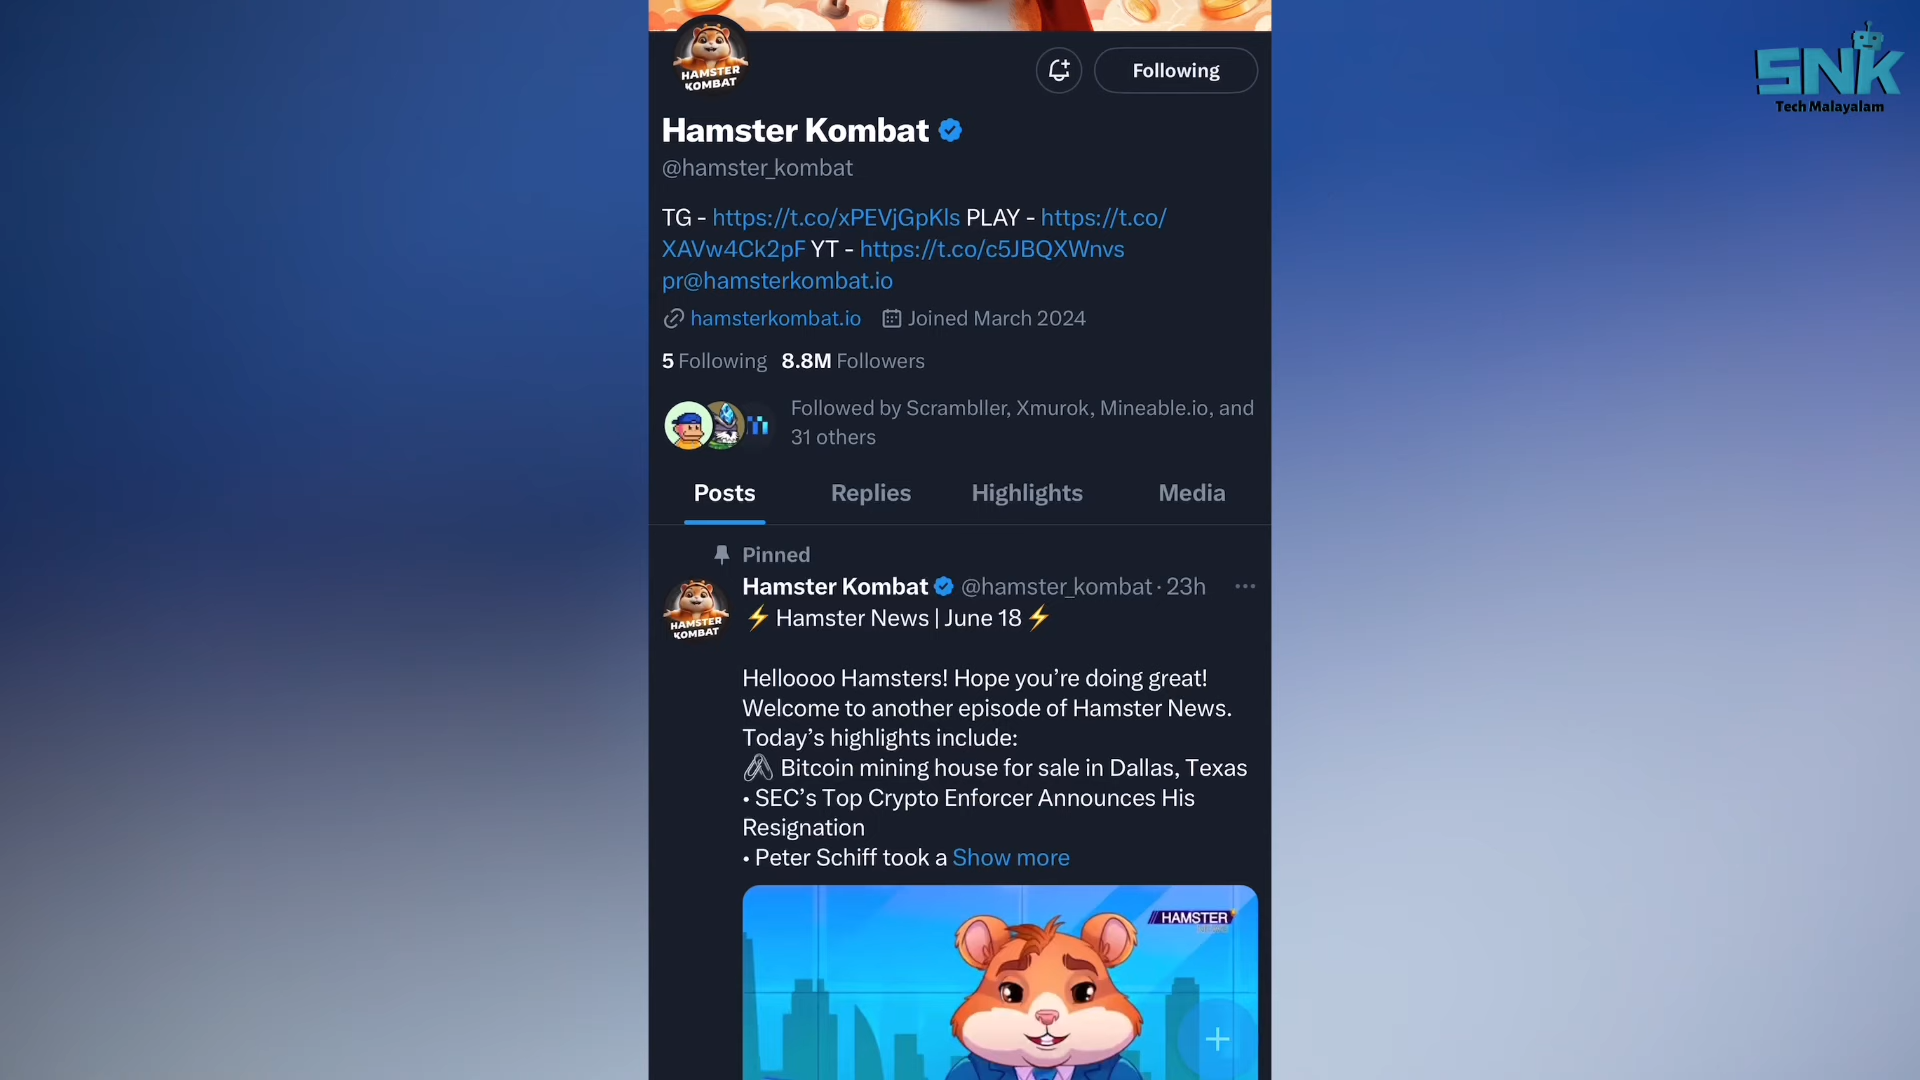 SNK
Tech Malayalam
HAMSTER
KOMBAT
Following
Hamster Kombat
@hamster_kombat
TG - https://t.co/xPEVjGpKls PLAY - https://t.co/
XAVw4Ck2pF YT - https://t.co/c5JBQXWnvs
pr@hamsterkombat.io
hamsterkombat.io Joined March 2024
5 Following 8.8M Followers
Followed by Scrambller, Xmurok, Mineable.io, and
31 others
Posts Replies Highlights Media
Pinned
Hamster Kombat @hamster_kombat · 23h
HAMSTER
KOMBAT
⚡ Hamster News | June 18 ⚡
Helloooo Hamsters! Hope you’re doing great!
Welcome to another episode of Hamster News.
Today’s highlights include:
🖇 Bitcoin mining house for sale in Dallas, Texas
• SEC’s Top Crypto Enforcer Announces His
Resignation
• Peter Schiff took a Show more
HAMSTER